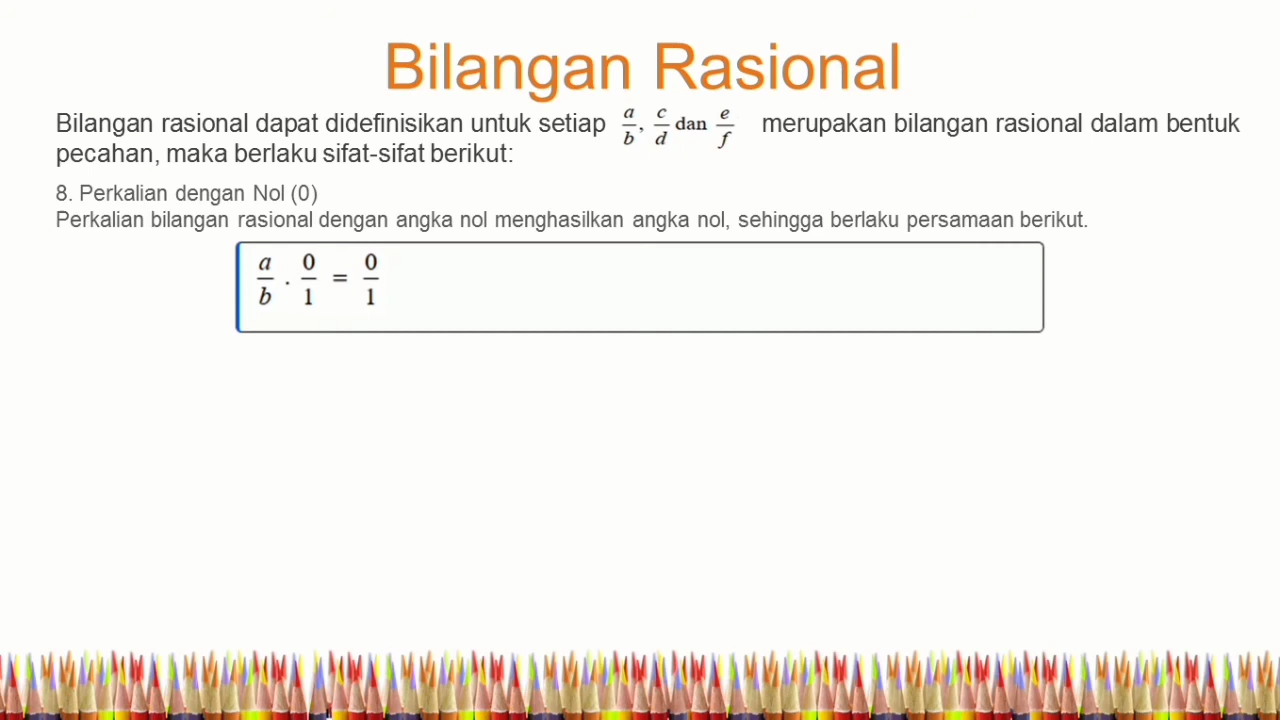 Bilangan Rasional
Bilangan rasional dapat didefinisikan untuk setiap a/b, c/d dan e/f merupakan bilangan rasional dalam bentuk
pecahan, maka berlaku sifat-sifat berikut:
8. Perkalian dengan Nol (0)
Perkalian bilangan rasional dengan angka nol menghasilkan angka nol, sehingga berlaku persamaan berikut.
a/b . 0/1 = 0/1